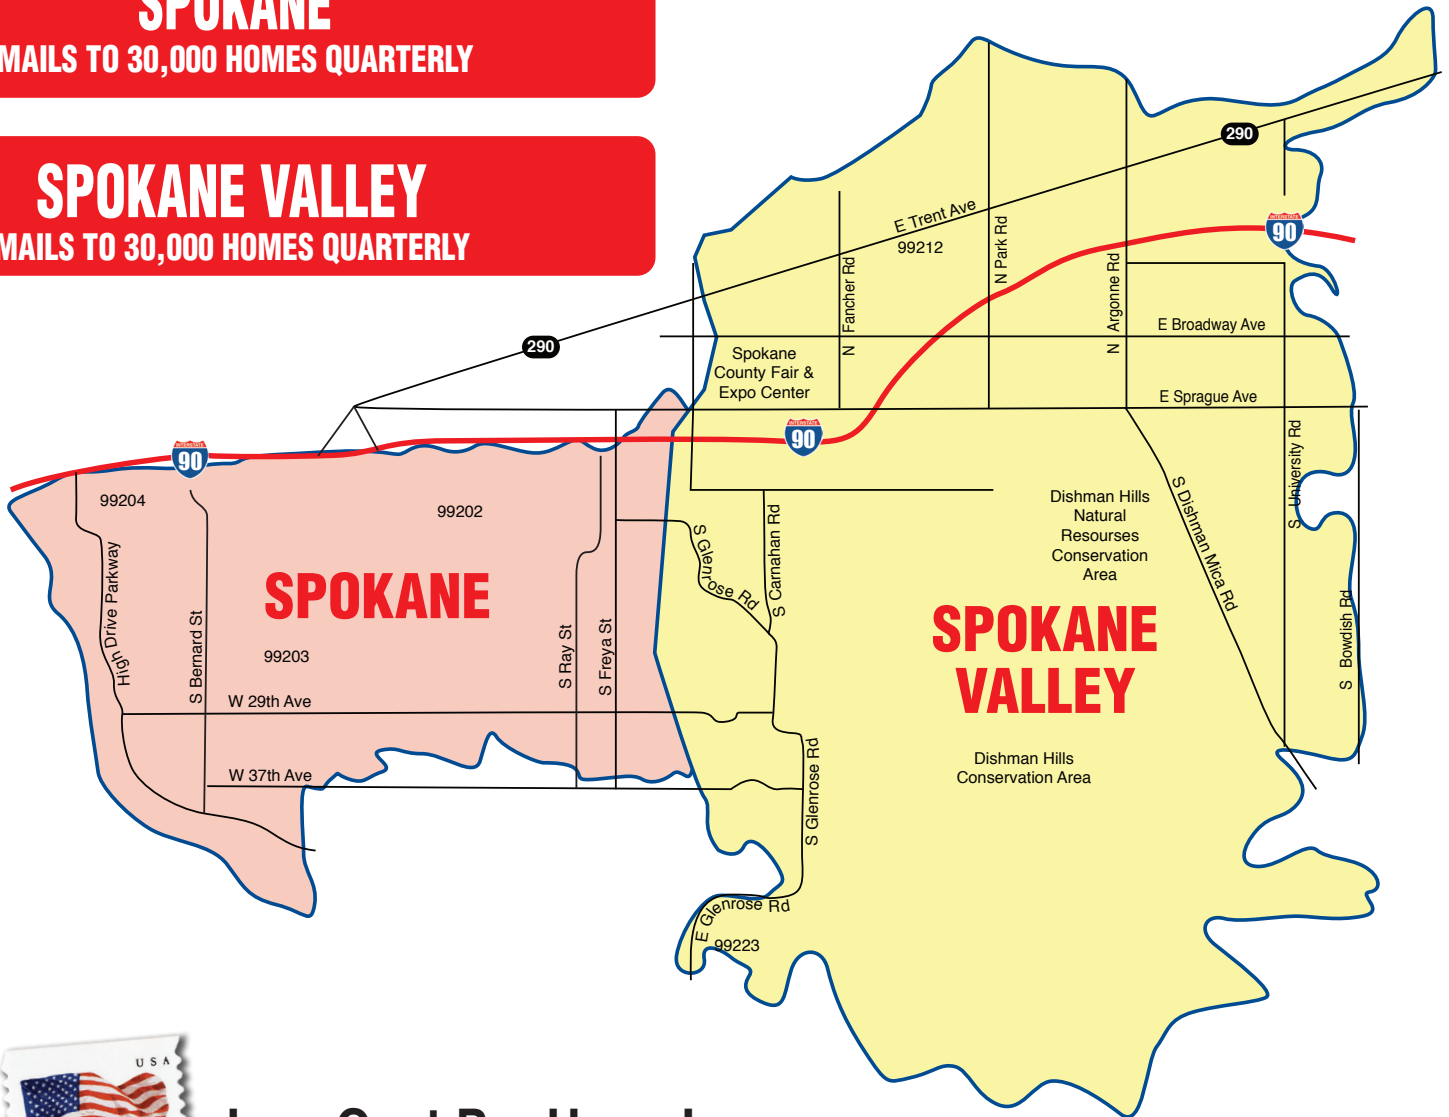 SPOKANE
MAILS TO 30,000 HOMES QUARTERLY
SPOKANE VALLEY
MAILS TO 30,000 HOMES QUARTERLY
290
E Trent Ave
99212
N Fancher Rd
N Park Rd
N Argonne Rd
INTERSTATE
90
E Broadway Ave
290
Spokane
County Fair &
Expo Center
E Sprague Ave
INTERSTATE
90
INTERSTATE
90
99204
99202
High Drive Parkway
S Bernard St
SPOKANE
99203
S Ray St
S Freya St
W 29th Ave
W 37th Ave
S Glenrose Rd
S Carnahan Rd
Dishman Hills
Natural
Resourses
Conservation
Area
S Dishman Mica Rd
S University Rd
S Bowdish Rd
SPOKANE
VALLEY
Dishman Hills
Conservation Area
S Glenrose Rd
E Glenrose Rd
99223
USA